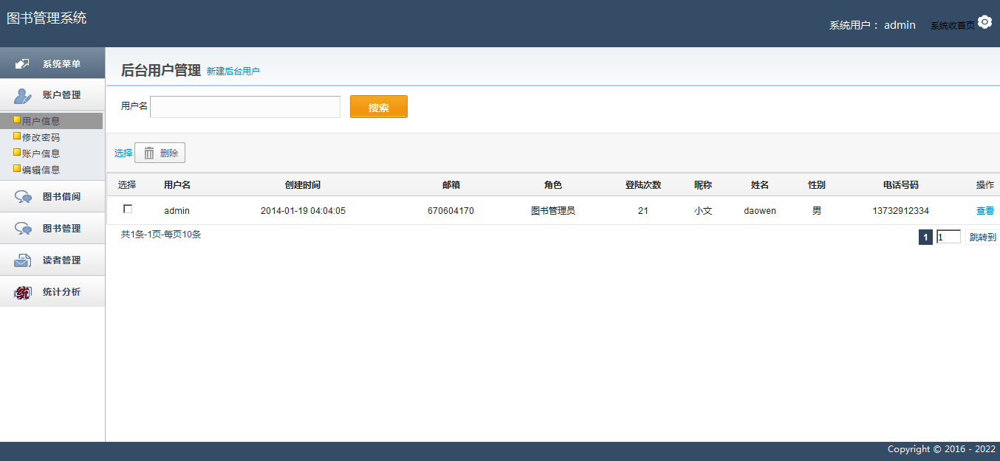 图书管理系统
系统用户： admin 系统收首页
系统菜单
账户管理
用户信息
修改密码
账户信息
编辑信息
图书借阅
图书管理
读者管理
统 统计分析
后台用户管理 新建后台用户
用户名 搜索
选择 删除
选择 用户名 创建时间 邮箱 角色 登陆次数 昵称 姓名 性别 电话号码 操作
admin 2014-01-19 04:04:05 670604170 图书管理员 21 小文 daowen 男 13732912334 查看
共1条-1页-每页10条 1 1 跳转到
Copyright © 2016 - 2022